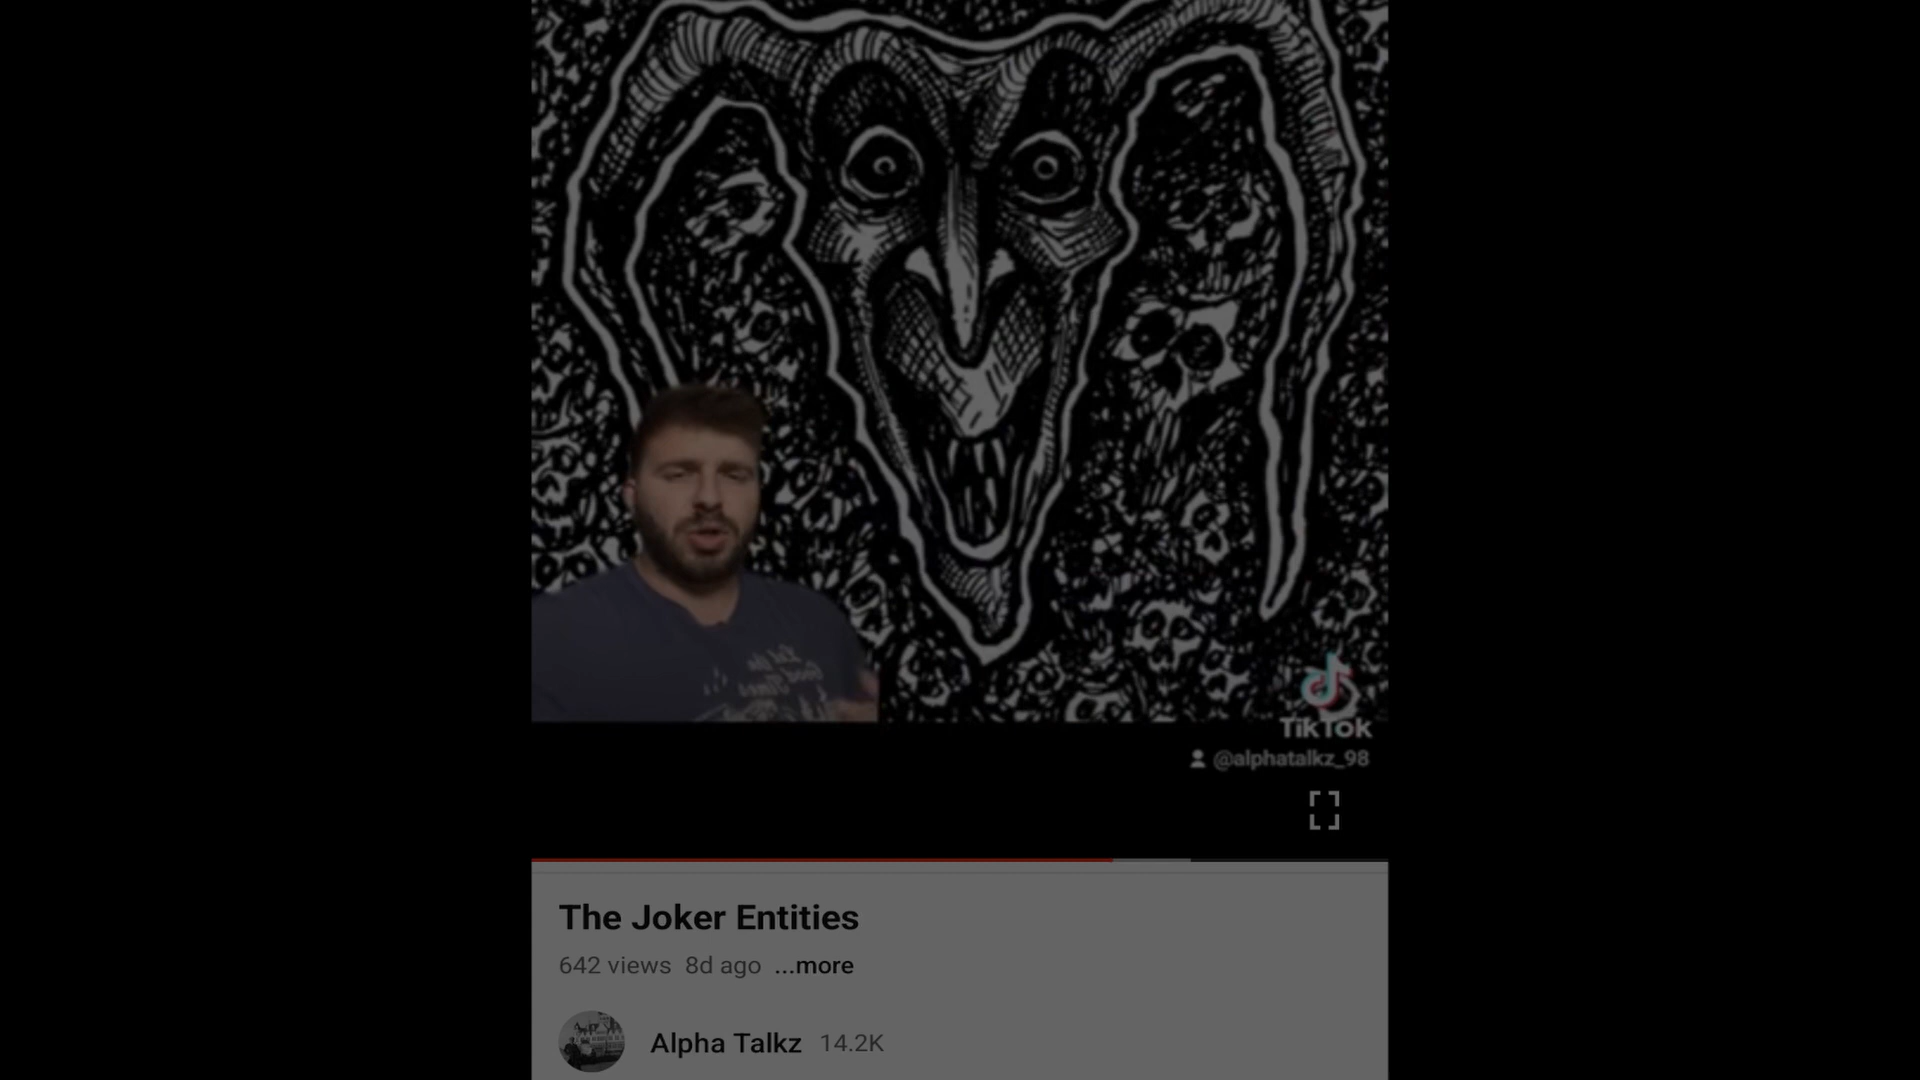 TikTok
@alphatalkz_98
The Joker Entities
642 views 8d ago ...more
Alpha Talkz 14.2K